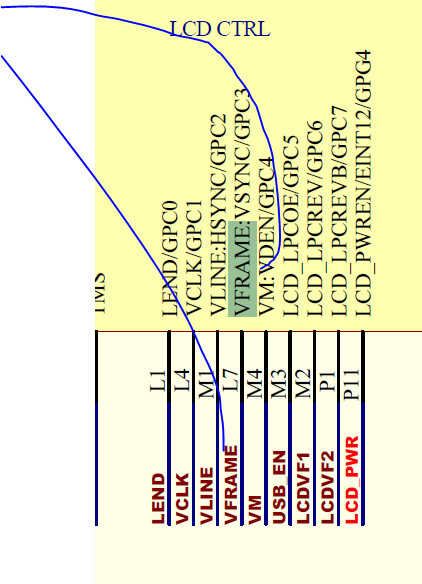 LCD CTRL
LEND/GPC0
VCLK/GPC1
VLINE:HSYNC/GPC2
VFRAME:VSYNC/GPC3
VM:VDEN/GPC4
LCD_LPCOE/GPC5
LCD_LPCREV/GPC6
LCD_LPCREVB/GPC7
LCD_PWREN/EINT12/GPG4
L1
L4
M1
L7
M4
M3
M2
P1
P11
LEND
VCLK
VLINE
VFRAME
VM
USB_EN
LCDVF1
LCDVF2
LCD_PWR